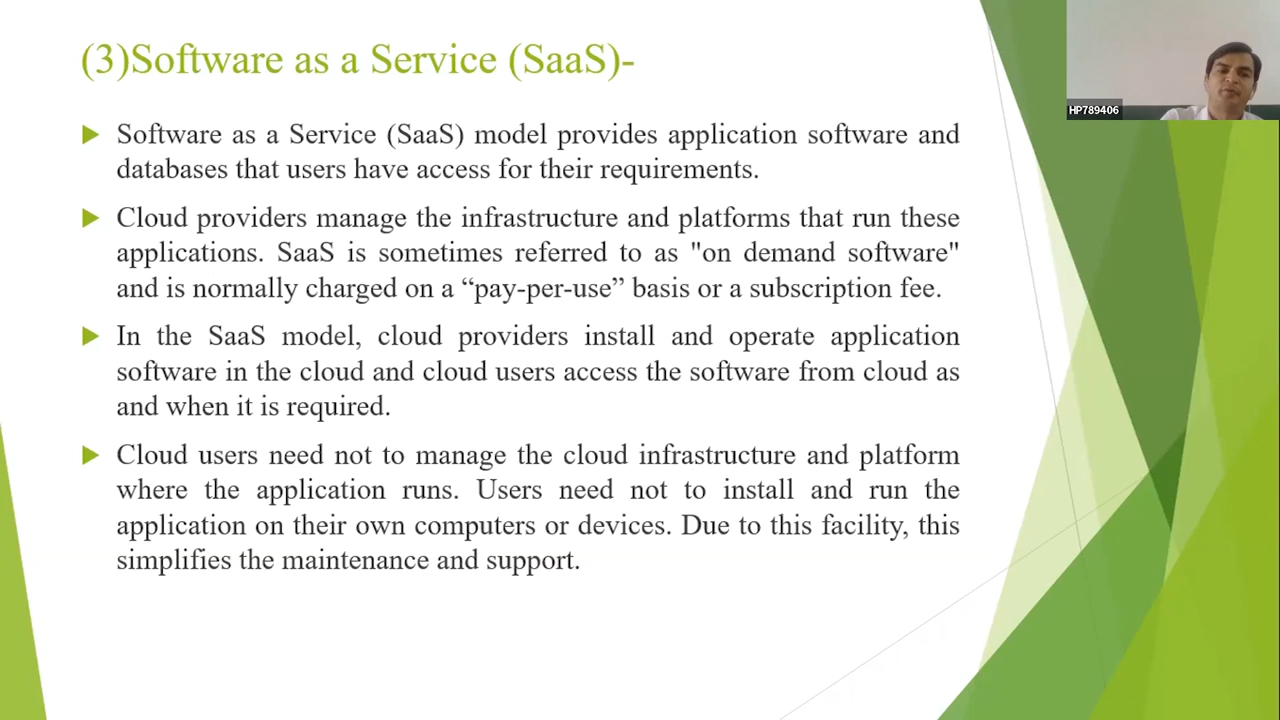 (3)Software as a Service (SaaS)-
HP789406
Software as a Service (SaaS) model provides application software and
databases that users have access for their requirements.
Cloud providers manage the infrastructure and platforms that run these
applications. SaaS is sometimes referred to as "on demand software"
and is normally charged on a “pay-per-use” basis or a subscription fee.
In the SaaS model, cloud providers install and operate application
software in the cloud and cloud users access the software from cloud as
and when it is required.
Cloud users need not to manage the cloud infrastructure and platform
where the application runs. Users need not to install and run the
application on their own computers or devices. Due to this facility, this
simplifies the maintenance and support.